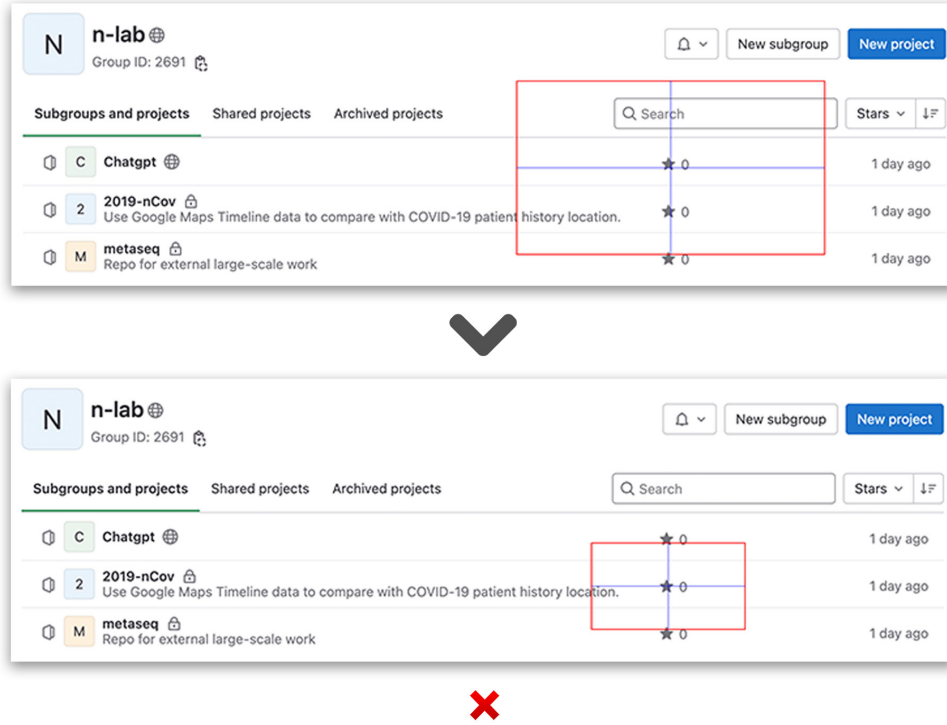 N
n-lab
Group ID: 2691
New subgroup
New project
Subgroups and projects Shared projects Archived projects Search Stars
C Chatgpt 0 1 day ago
2 2019-nCov 0 1 day ago
Use Google Maps Timeline data to compare with COVID-19 patient history location.
M metaseq 0 1 day ago
Repo for external large-scale work
N
n-lab
Group ID: 2691
New subgroup
New project
Subgroups and projects Shared projects Archived projects Search Stars
C Chatgpt 0 1 day ago
2 2019-nCov 0 1 day ago
Use Google Maps Timeline data to compare with COVID-19 patient history location.
M metaseq 0 1 day ago
Repo for external large-scale work